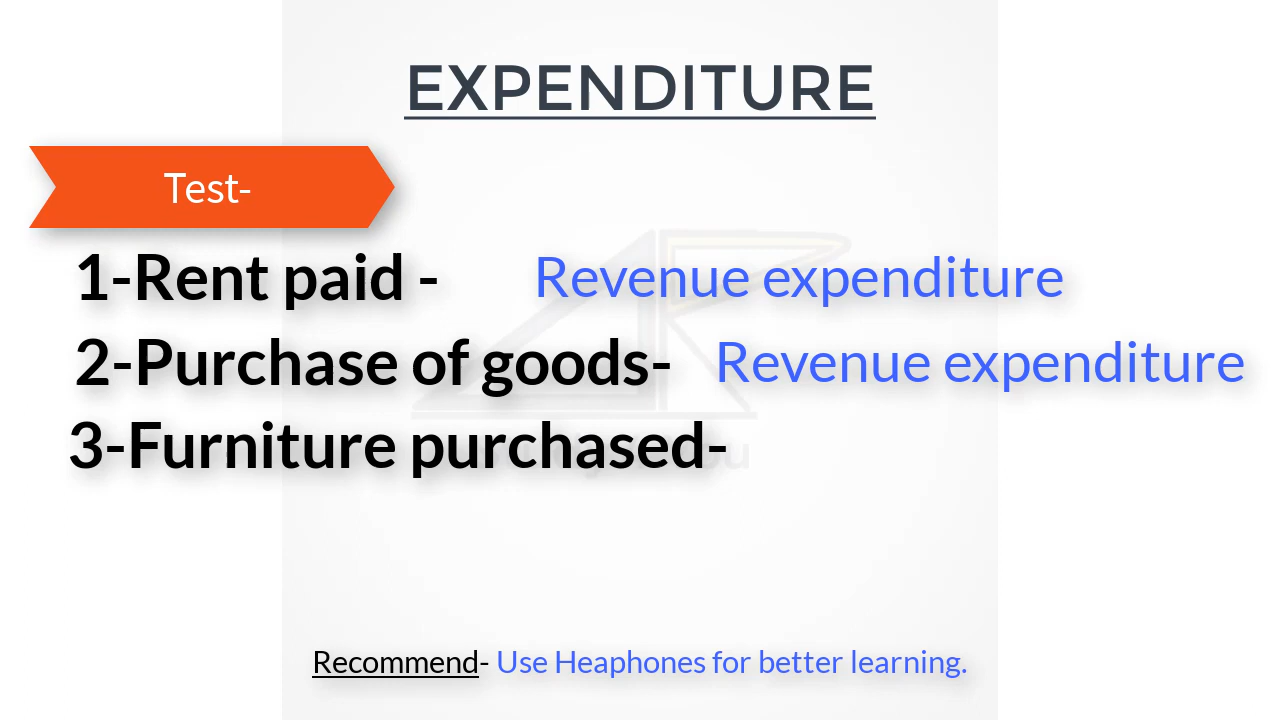 EXPENDITURE
Test-
1-Rent paid - Revenue expenditure
2-Purchase of goods- Revenue expenditure
3-Furniture purchased-
Recommend- Use Heaphones for better learning.